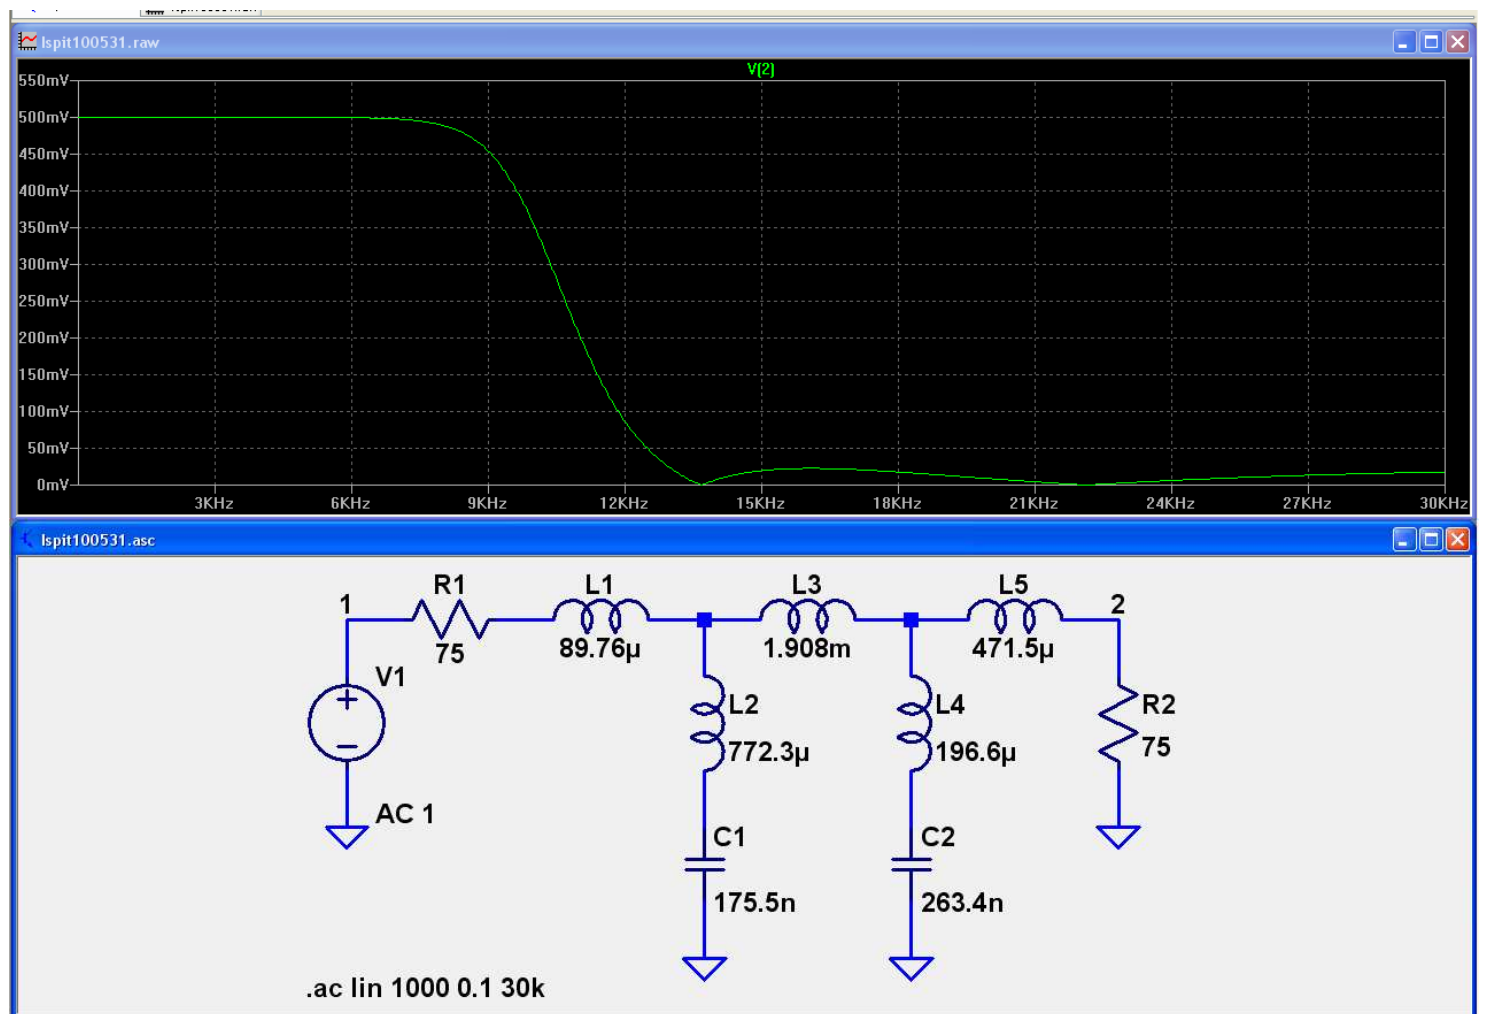 lspit100531.raw
V(2)
550mV
500mV
450mV
400mV
350mV
300mV
250mV
200mV
150mV
100mV
50mV
0mV
3KHz 6KHz 9KHz 12KHz 15KHz 18KHz 21KHz 24KHz 27KHz 30KHz
lspit100531.asc
R1 L1 L3 L5
1 2
75 89.76µ 1.908m 471.5µ
V1
L2 L4 R2
772.3µ 196.6µ 75
AC 1
C1 C2
175.5n 263.4n
.ac lin 1000 0.1 30k